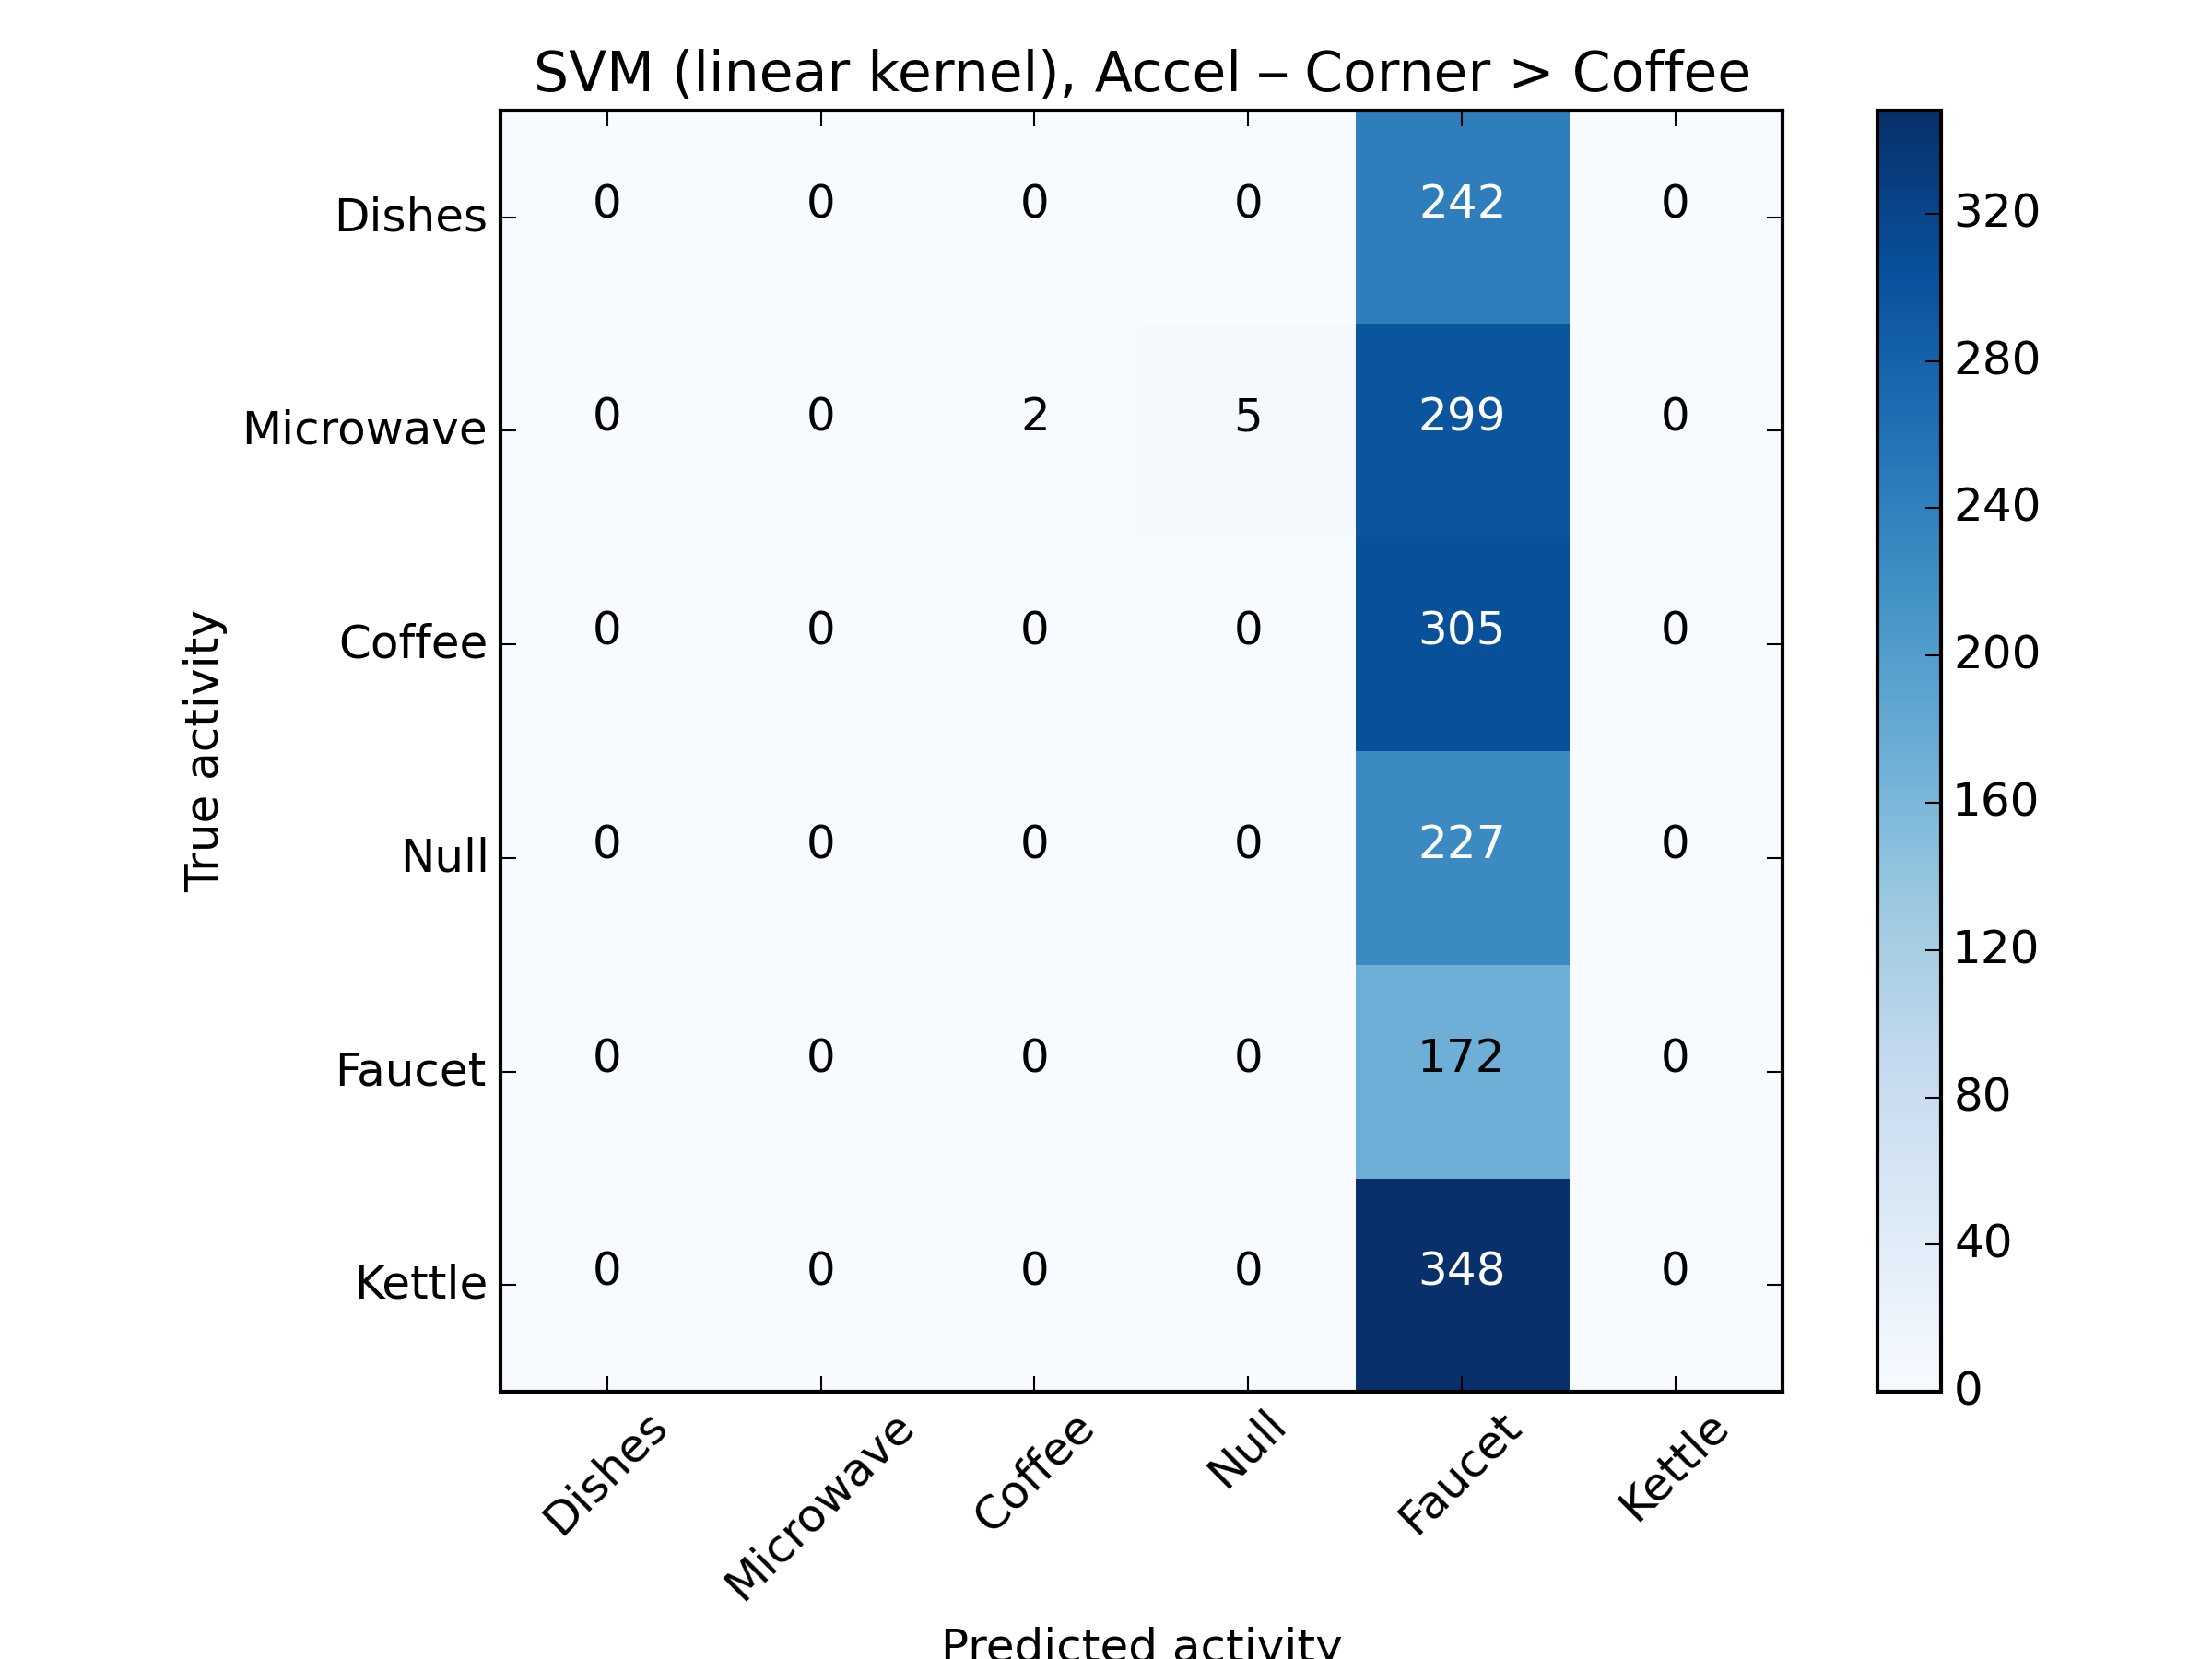 SVM (linear kernel), Accel – Corner > Coffee
Dishes 0 0 0 0 242 0
Microwave 0 0 2 5 299 0
Coffee 0 0 0 0 305 0
Null 0 0 0 0 227 0
Faucet 0 0 0 0 172 0
Kettle 0 0 0 0 348 0
True activity
Dishes Microwave Coffee Null Faucet Kettle
Predicted activity
320
280
240
200
160
120
80
40
0